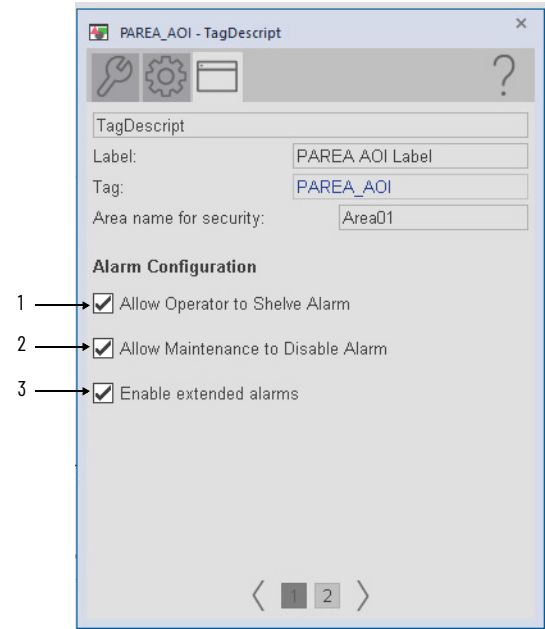 PAREA_AOI - TagDescript
TagDescript
Label: PAREA AOI Label
Tag: PAREA_AOI
Area name for security: Area01
Alarm Configuration
1 Allow Operator to Shelve Alarm
2 Allow Maintenance to Disable Alarm
3 Enable extended alarms
1 2